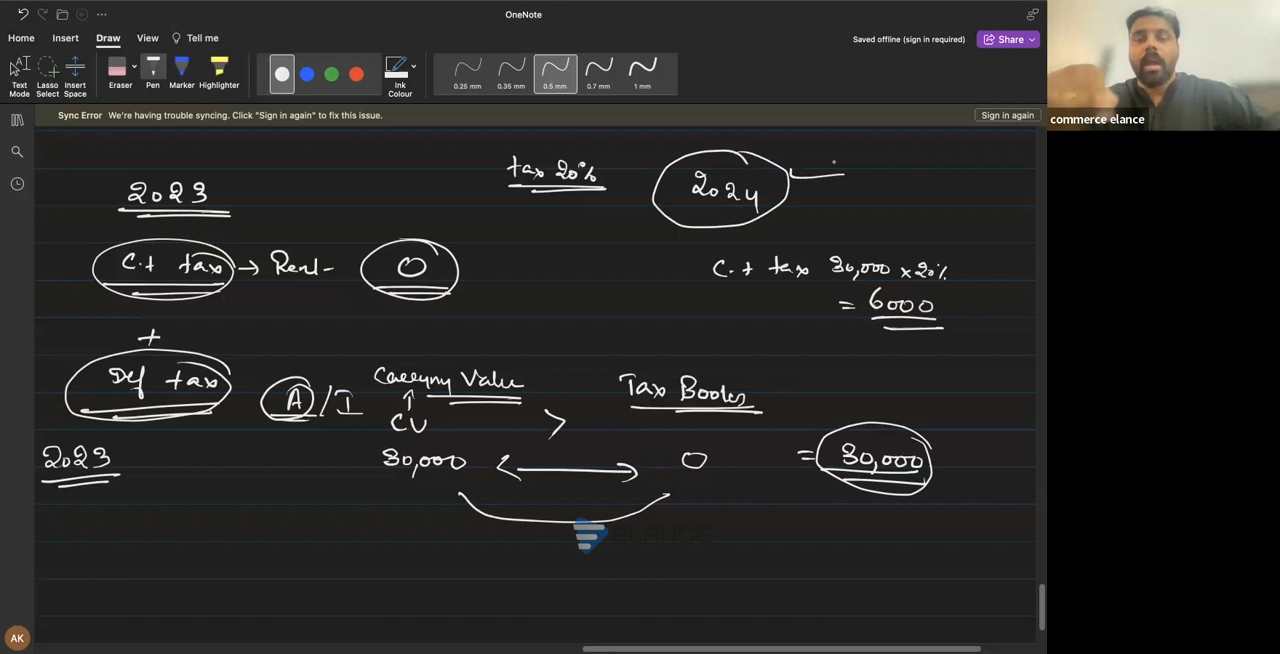 OneNote
Home Insert Draw View Tell me
Saved offline (sign in required) Share
Text Mode Lasso Select Insert Space Eraser Pen Marker Highlighter Ink Colour 0.25 mm 0.35 mm 0.5 mm 0.7 mm 1 mm
commerce elance
Sync Error We're having trouble syncing. Click "Sign in again" to fix this issue. Sign in again
tax 20%
2023
2024
C.t tax → Rent - 0
C.t tax 30,000 x 20%
= 6000
+
Def tax A/I Carryng Value Tax Books
↑
CV >
2023 30,000 ↔ 0 = 30,000
ELANCE
AK